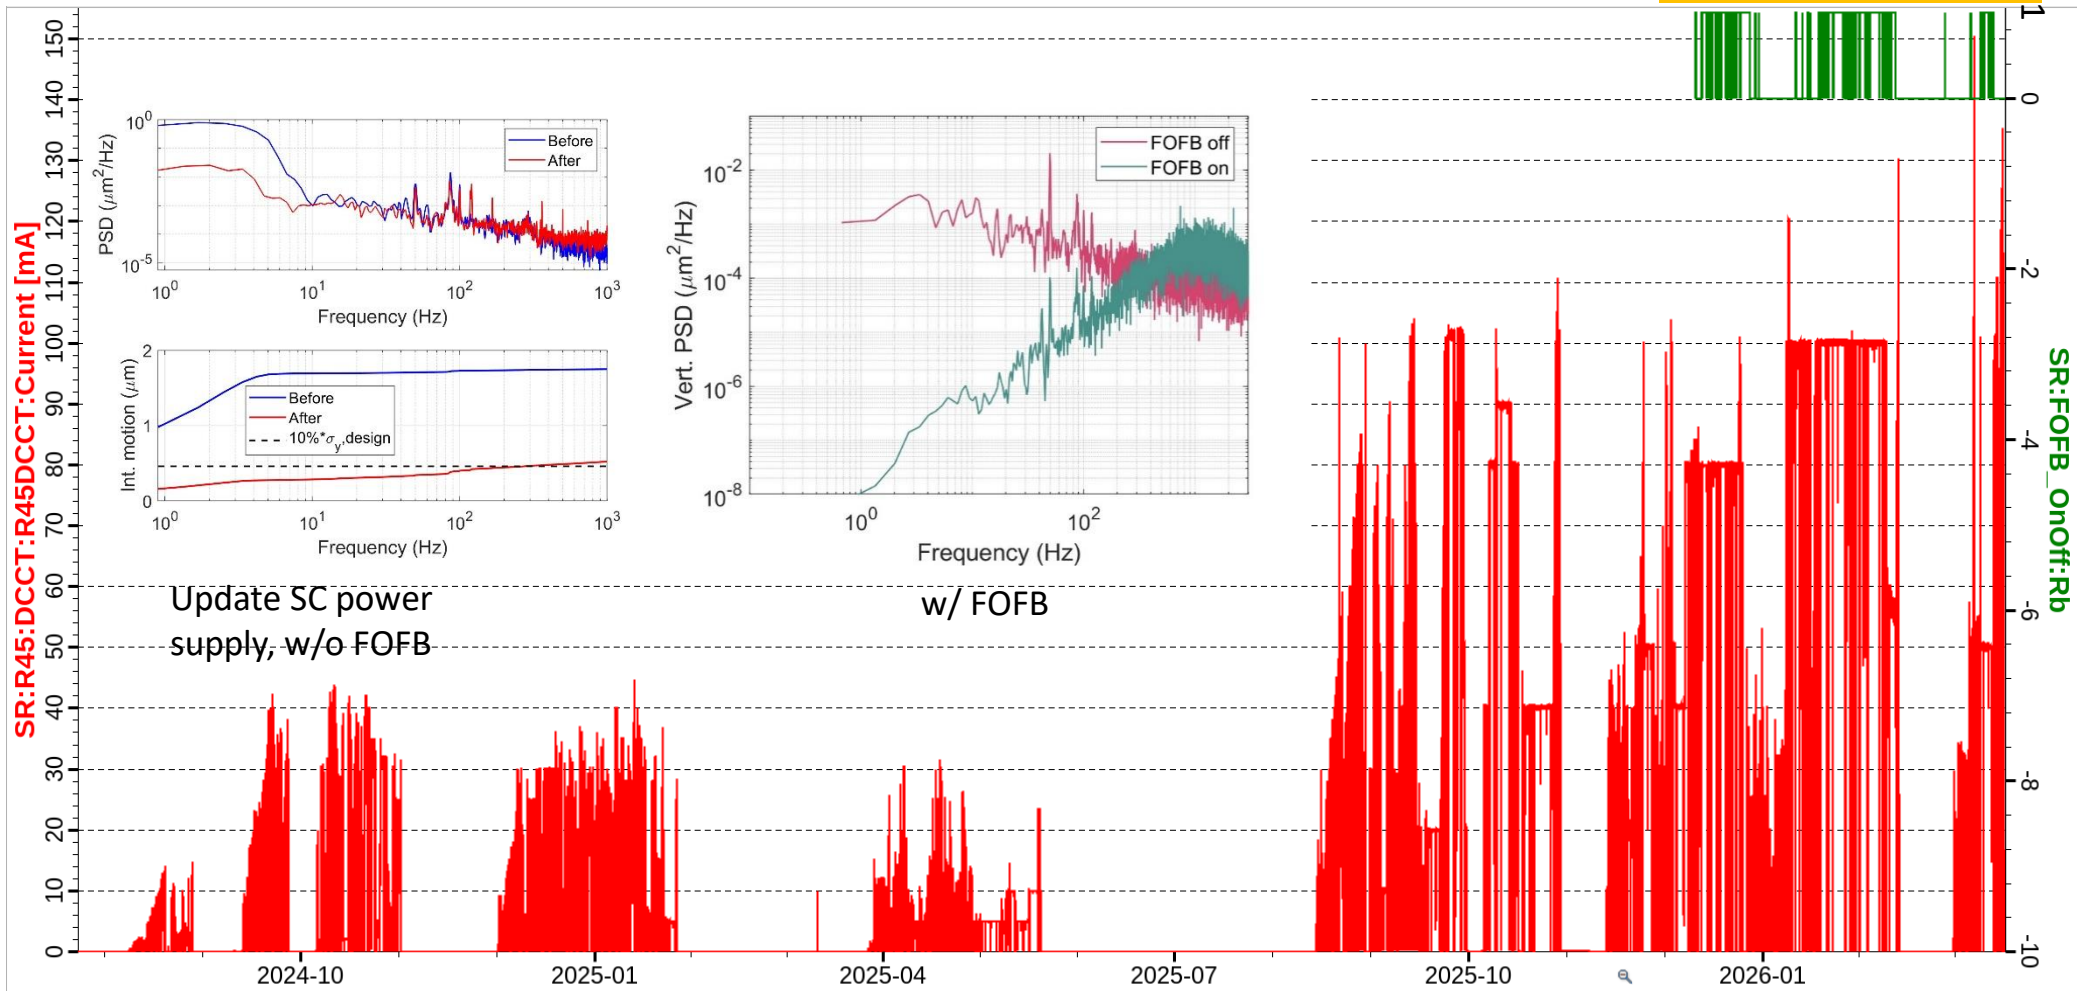 SR:R45:DCCT:R45DCCT:Current [mA]
150
140
130
120
110
100
90
80
70
60
50
40
30
20
10
0
PSD (μm²/Hz)
10⁰
10⁻⁵
Before
After
10⁰
10¹
10²
10³
Frequency (Hz)
Int. motion (μm)
2
1
0
Before
After
10%*σy,design
10⁰
10¹
10²
10³
Frequency (Hz)
Update SC power
supply, w/o FOFB
Vert. PSD (μm²/Hz)
10⁻²
10⁻⁴
10⁻⁶
10⁻⁸
FOFB off
FOFB on
10⁰
10²
Frequency (Hz)
w/ FOFB
1
0
-2
-4
-6
-8
-10
SR:FOFB_OnOff:Rb
2024-10
2025-01
2025-04
2025-07
2025-10
2026-01